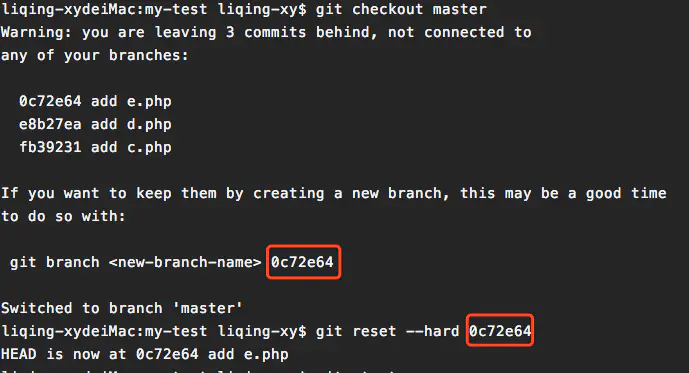 liqing-xydeiMac:my-test liqing-xy$ git checkout master
Warning: you are leaving 3 commits behind, not connected to
any of your branches:
0c72e64 add e.php
e8b27ea add d.php
fb39231 add c.php
If you want to keep them by creating a new branch, this may be a good time
to do so with:
git branch <new-branch-name> 0c72e64
Switched to branch 'master'
liqing-xydeiMac:my-test liqing-xy$ git reset --hard 0c72e64
HEAD is now at 0c72e64 add e.php